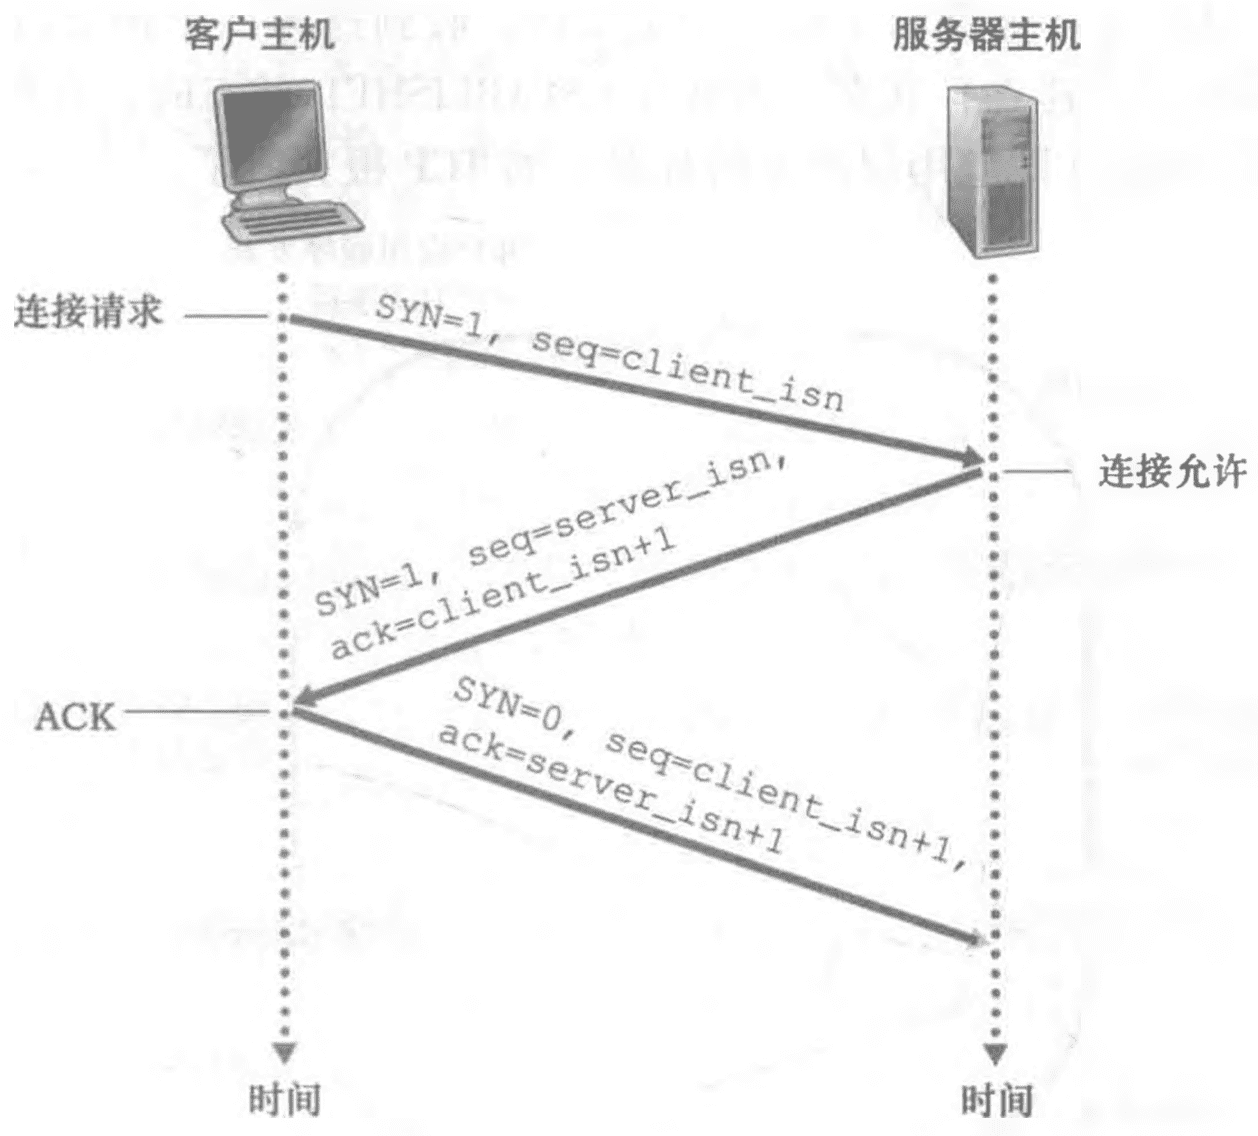 客户主机
服务器主机
连接请求
SYN=1, seq=client_isn
连接允许
SYN=1, seq=server_isn,
ack=client_isn+1
ACK
SYN=0, seq=client_isn+1,
ack=server_isn+1
时间
时间